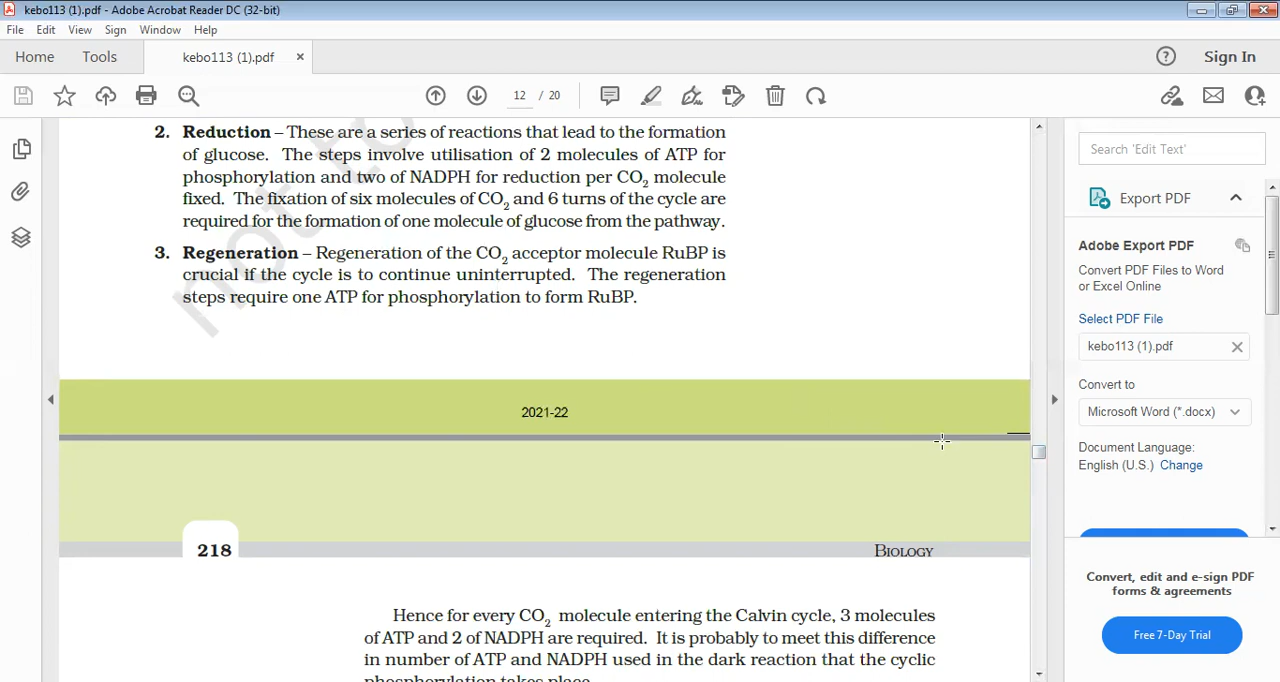 kebo113 (1).pdf - Adobe Acrobat Reader DC (32-bit)
File Edit View Sign Window Help
Home Tools kebo113 (1).pdf × ? Sign In
12 / 20
2. Reduction – These are a series of reactions that lead to the formation
of glucose. The steps involve utilisation of 2 molecules of ATP for
phosphorylation and two of NADPH for reduction per CO₂ molecule
fixed. The fixation of six molecules of CO₂ and 6 turns of the cycle are
required for the formation of one molecule of glucose from the pathway.
3. Regeneration – Regeneration of the CO₂ acceptor molecule RuBP is
crucial if the cycle is to continue uninterrupted. The regeneration
steps require one ATP for phosphorylation to form RuBP.
not to
2021-22
218 BIOLOGY
Hence for every CO₂ molecule entering the Calvin cycle, 3 molecules
of ATP and 2 of NADPH are required. It is probably to meet this difference
in number of ATP and NADPH used in the dark reaction that the cyclic
phosphorylation takes place.
Search 'Edit Text'
Export PDF
Adobe Export PDF
Convert PDF Files to Word
or Excel Online
Select PDF File
kebo113 (1).pdf
Convert to
Microsoft Word (*.docx)
Document Language:
English (U.S.) Change
Convert, edit and e-sign PDF
forms & agreements
Free 7-Day Trial